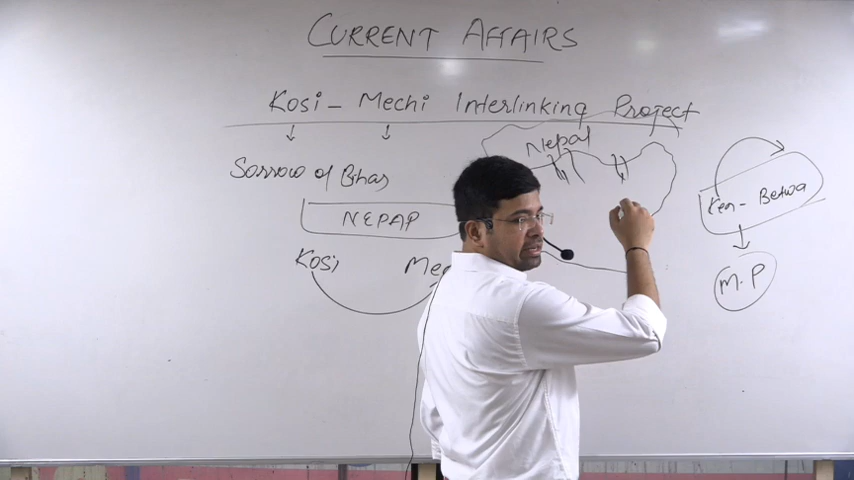 CURRENT AFFAIRS
Kosi - Mechi Interlinking Project
Nepal
Sorrow of Bihar
NEPAP
Ken - Betwa
Kosi
M.P